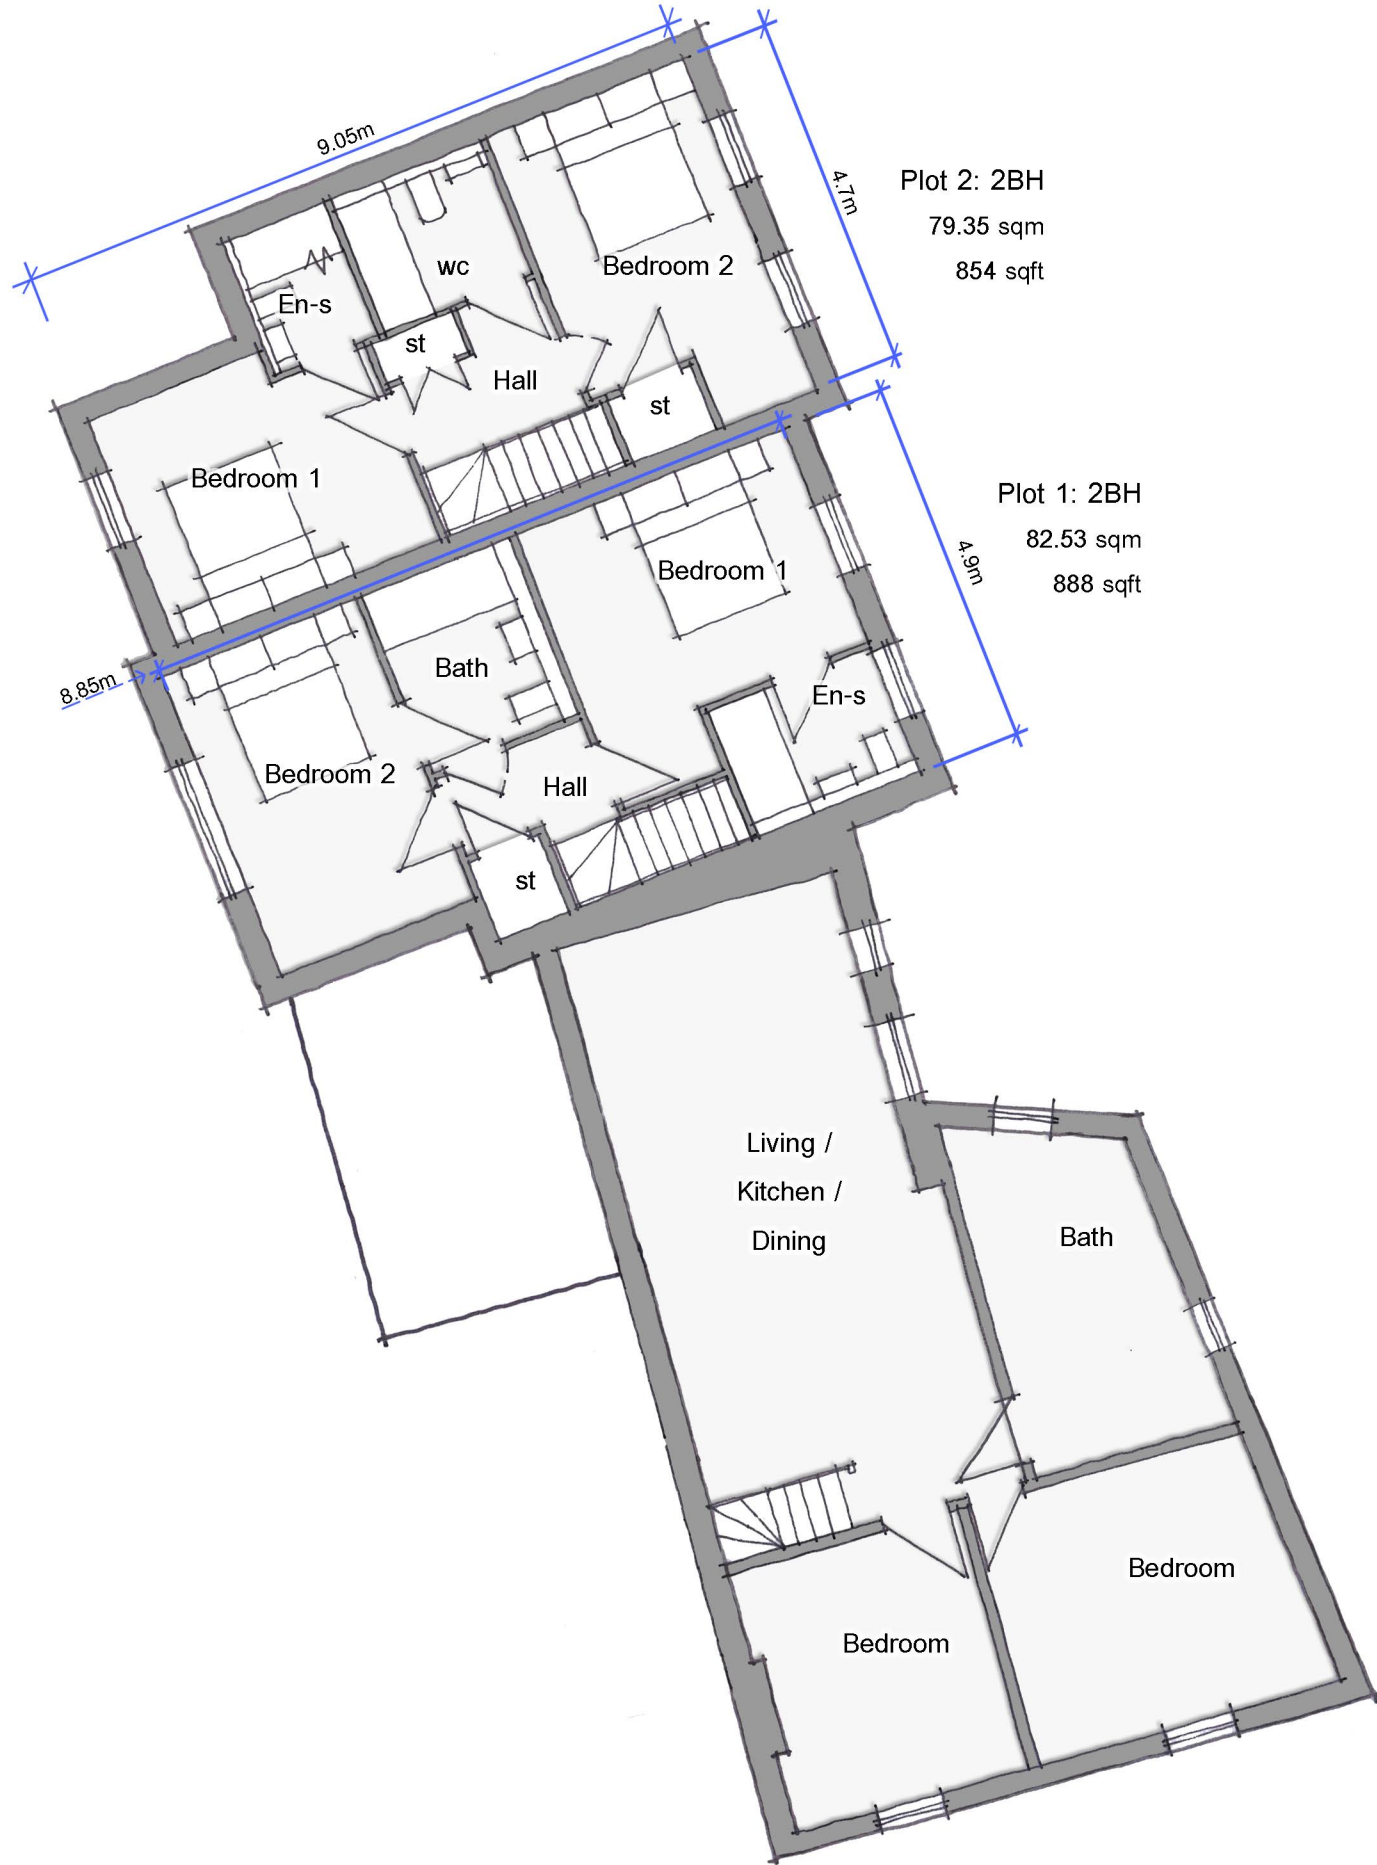 9.05m
4.7m
Plot 2: 2BH
79.35 sqm
854 sqft
wc
Bedroom 2
En-s
st
Hall
st
Bedroom 1
Plot 1: 2BH
82.53 sqm
888 sqft
4.9m
Bedroom 1
8.85m
Bath
En-s
Bedroom 2
Hall
st
Living /
Kitchen /
Dining
Bath
Bedroom
Bedroom